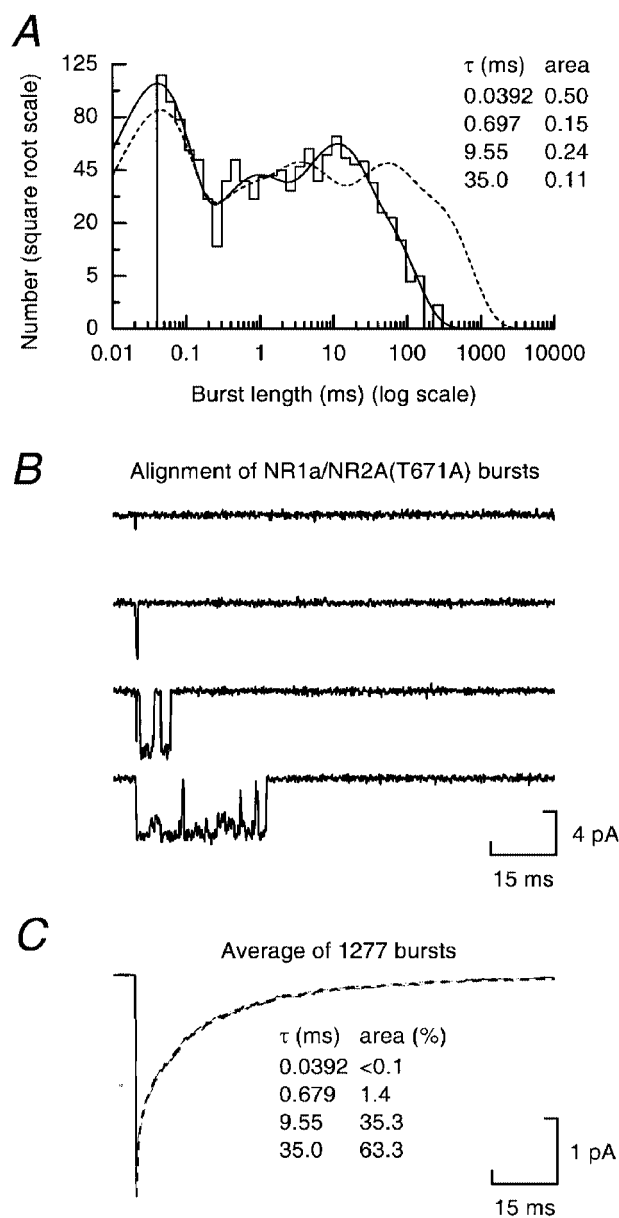 A
Number (square root scale)
125
80
45
20
5
0
τ (ms) area
0.0392 0.50
0.697 0.15
9.55 0.24
35.0 0.11
0.01 0.1 1 10 100 1000 10000
Burst length (ms) (log scale)
B
Alignment of NR1a/NR2A(T671A) bursts
4 pA
15 ms
C
Average of 1277 bursts
τ (ms) area (%)
0.0392 <0.1
0.679 1.4
9.55 35.3
35.0 63.3
1 pA
15 ms